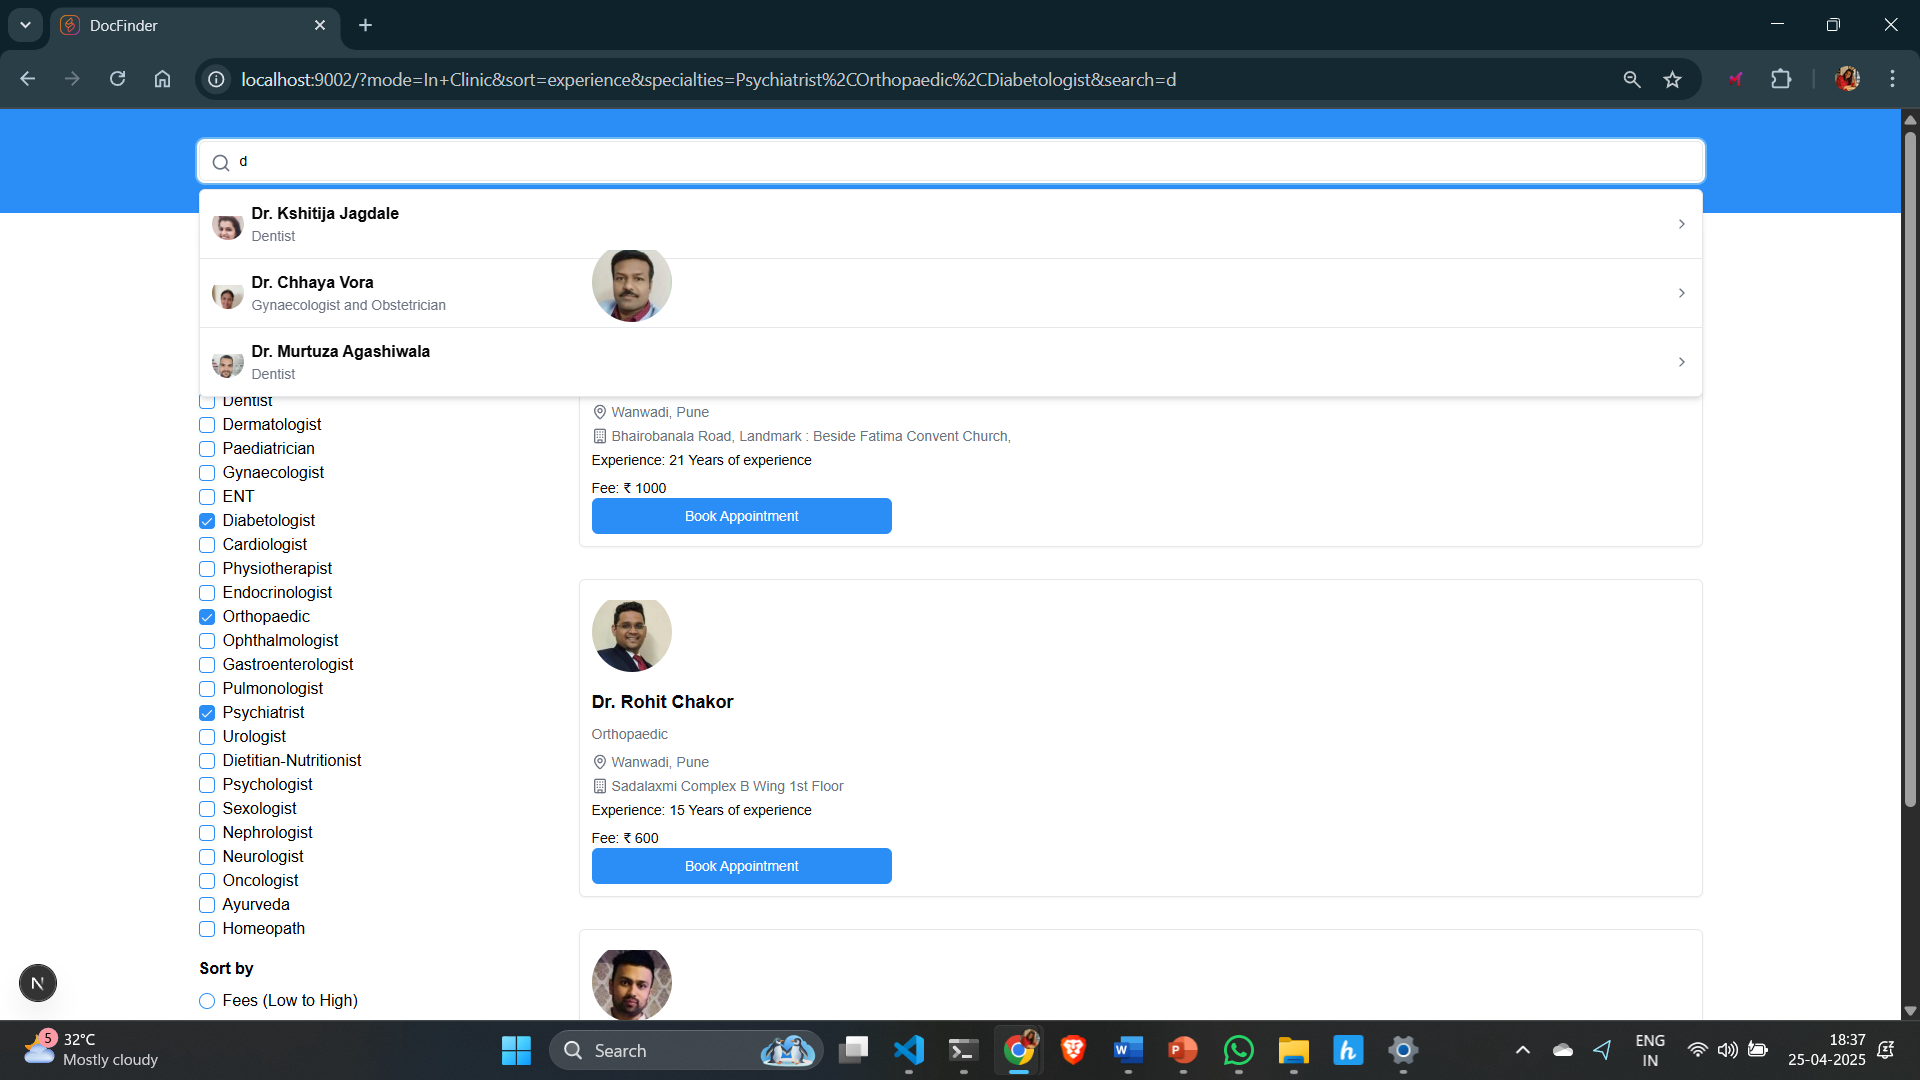 DocFinder
localhost:9002/?mode=In+Clinic&sort=experience&specialties=Psychiatrist%2COrthopaedic%2CDiabetologist&search=d
d
Dr. Kshitija Jagdale
Dentist
Dr. Chhaya Vora
Gynaecologist and Obstetrician
Dr. Murtuza Agashiwala
Dentist
Dentist
Dermatologist
Paediatrician
Gynaecologist
ENT
Diabetologist
Cardiologist
Physiotherapist
Endocrinologist
Orthopaedic
Ophthalmologist
Gastroenterologist
Pulmonologist
Psychiatrist
Urologist
Dietitian-Nutritionist
Psychologist
Sexologist
Nephrologist
Neurologist
Oncologist
Ayurveda
Homeopath
Sort by
Fees (Low to High)
Wanwadi, Pune
Bhairobanala Road, Landmark : Beside Fatima Convent Church,
Experience: 21 Years of experience
Fee: ₹ 1000
Book Appointment
Dr. Rohit Chakor
Orthopaedic
Wanwadi, Pune
Sadalaxmi Complex B Wing 1st Floor
Experience: 15 Years of experience
Fee: ₹ 600
Book Appointment
N
5
32°C
Mostly cloudy
Search
W
P
h
ENG
IN
18:37
25-04-2025